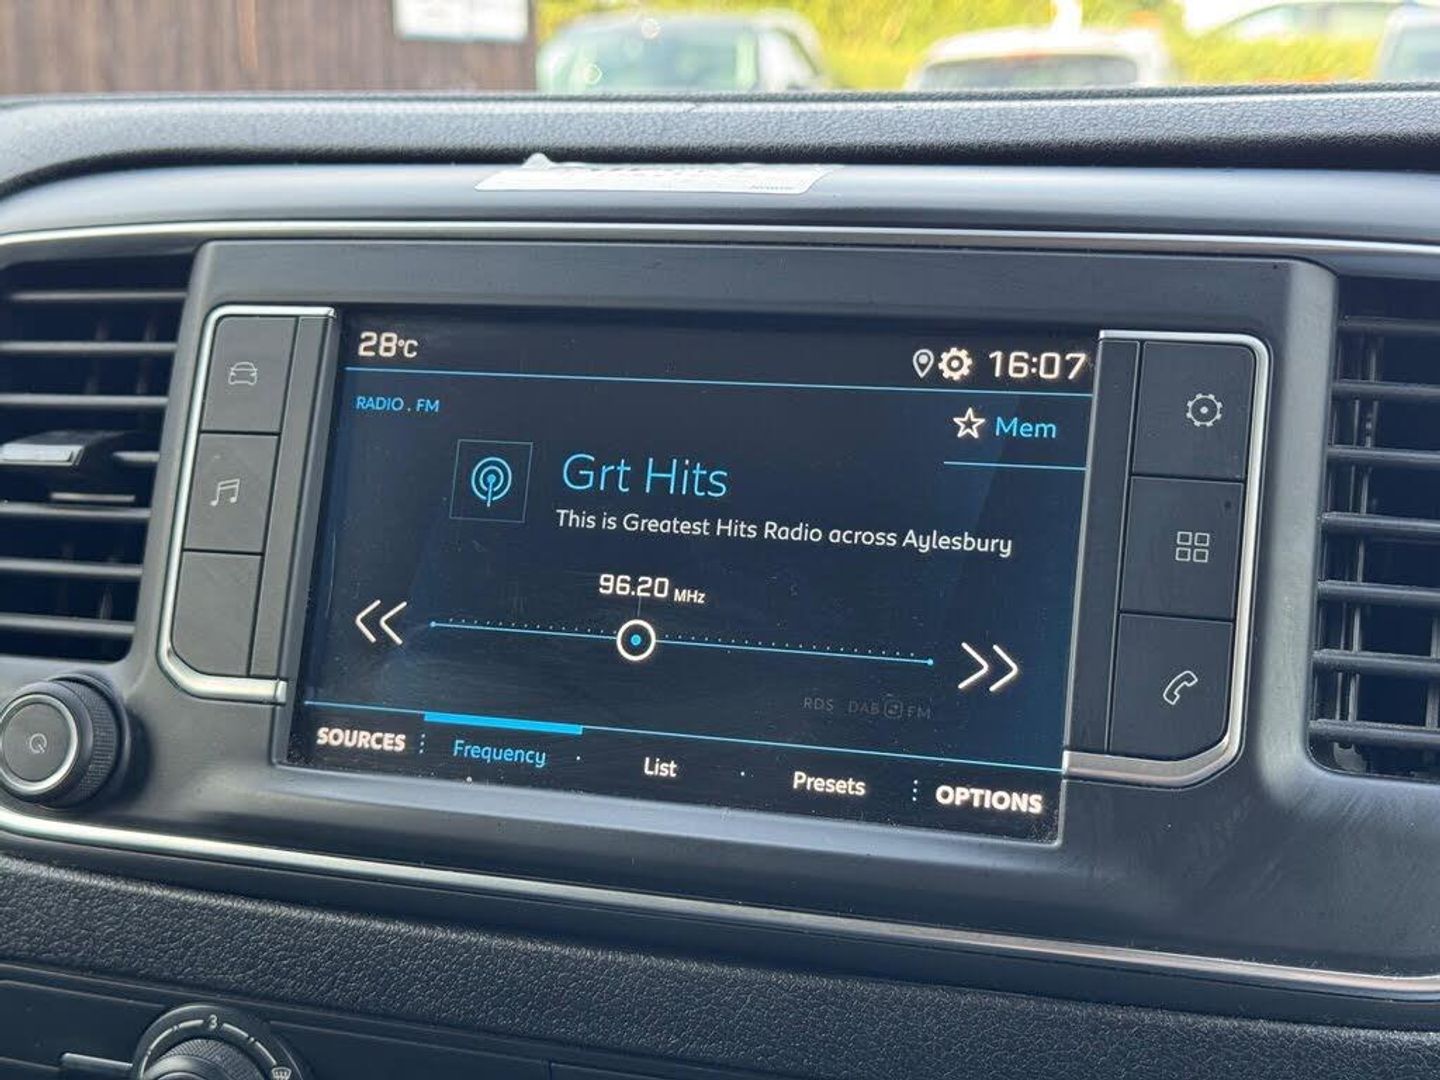 28°C
16:07
RADIO . FM
Mem
Grt Hits
This is Greatest Hits Radio across Aylesbury
96.20 MHz
RDS DAB FM
SOURCES Frequency List Presets OPTIONS
3